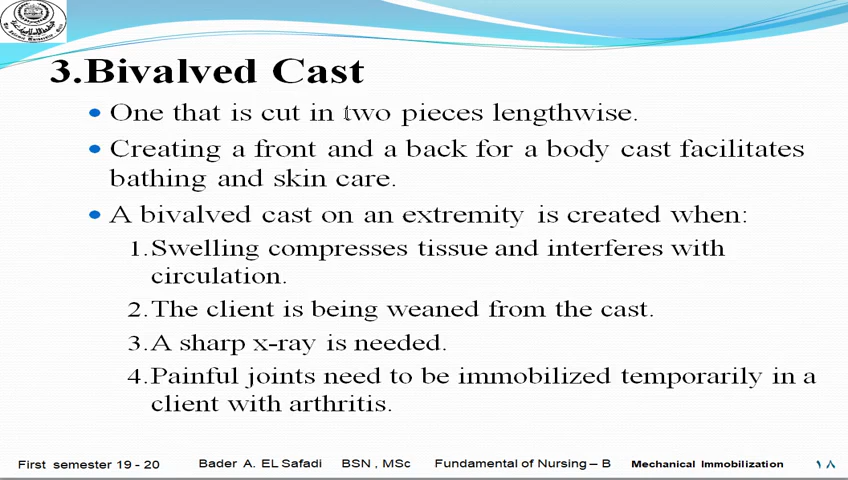 3.Bivalved Cast
• One that is cut in two pieces lengthwise.
• Creating a front and a back for a body cast facilitates
bathing and skin care.
• A bivalved cast on an extremity is created when:
1.Swelling compresses tissue and interferes with
circulation.
2.The client is being weaned from the cast.
3.A sharp x-ray is needed.
4.Painful joints need to be immobilized temporarily in a
client with arthritis.
First semester 19 - 20 Bader A. EL Safadi BSN , MSc Fundamental of Nursing – B Mechanical Immobilization ١٨